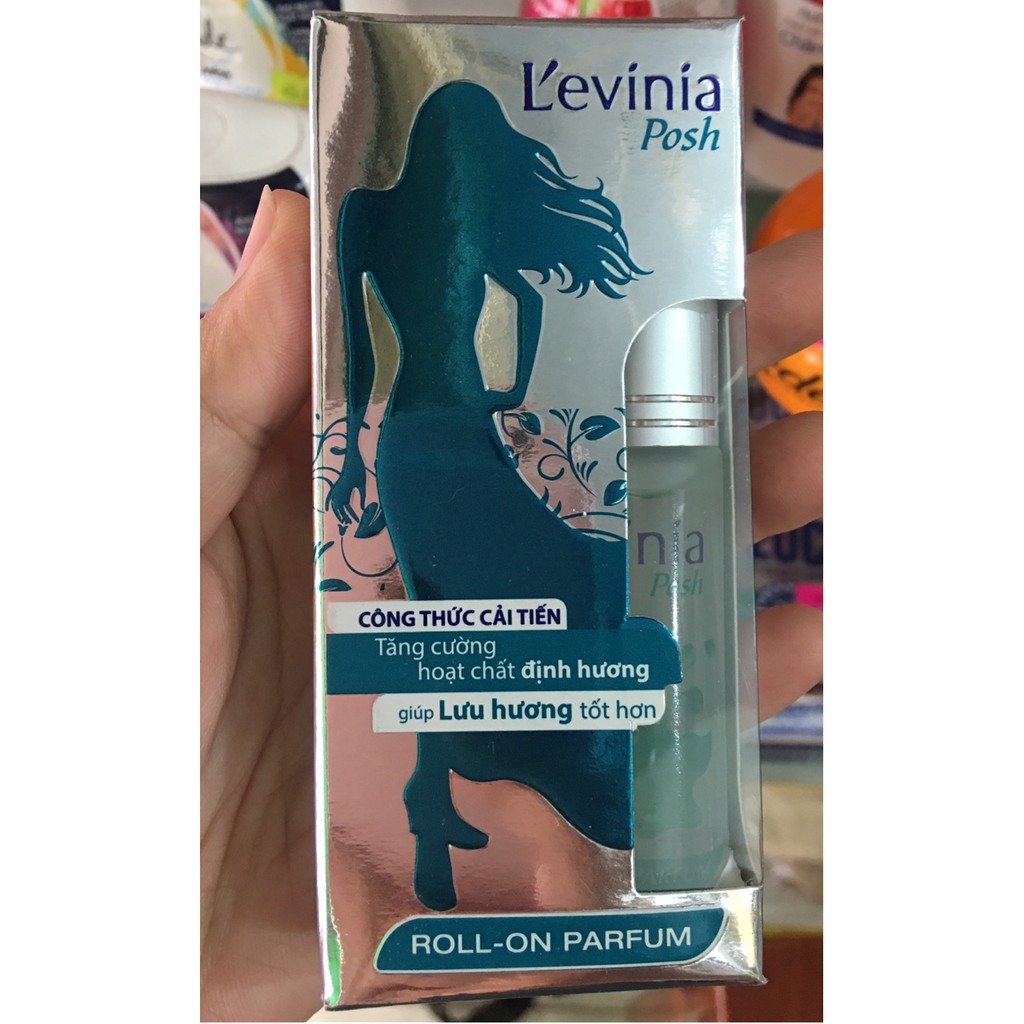 L'evinia
Posh
nia
Posh
CÔNG THỨC CẢI TIẾN
Tăng cường
hoạt chất định hương
giúp Lưu hương tốt hơn
ROLL-ON PARFUM